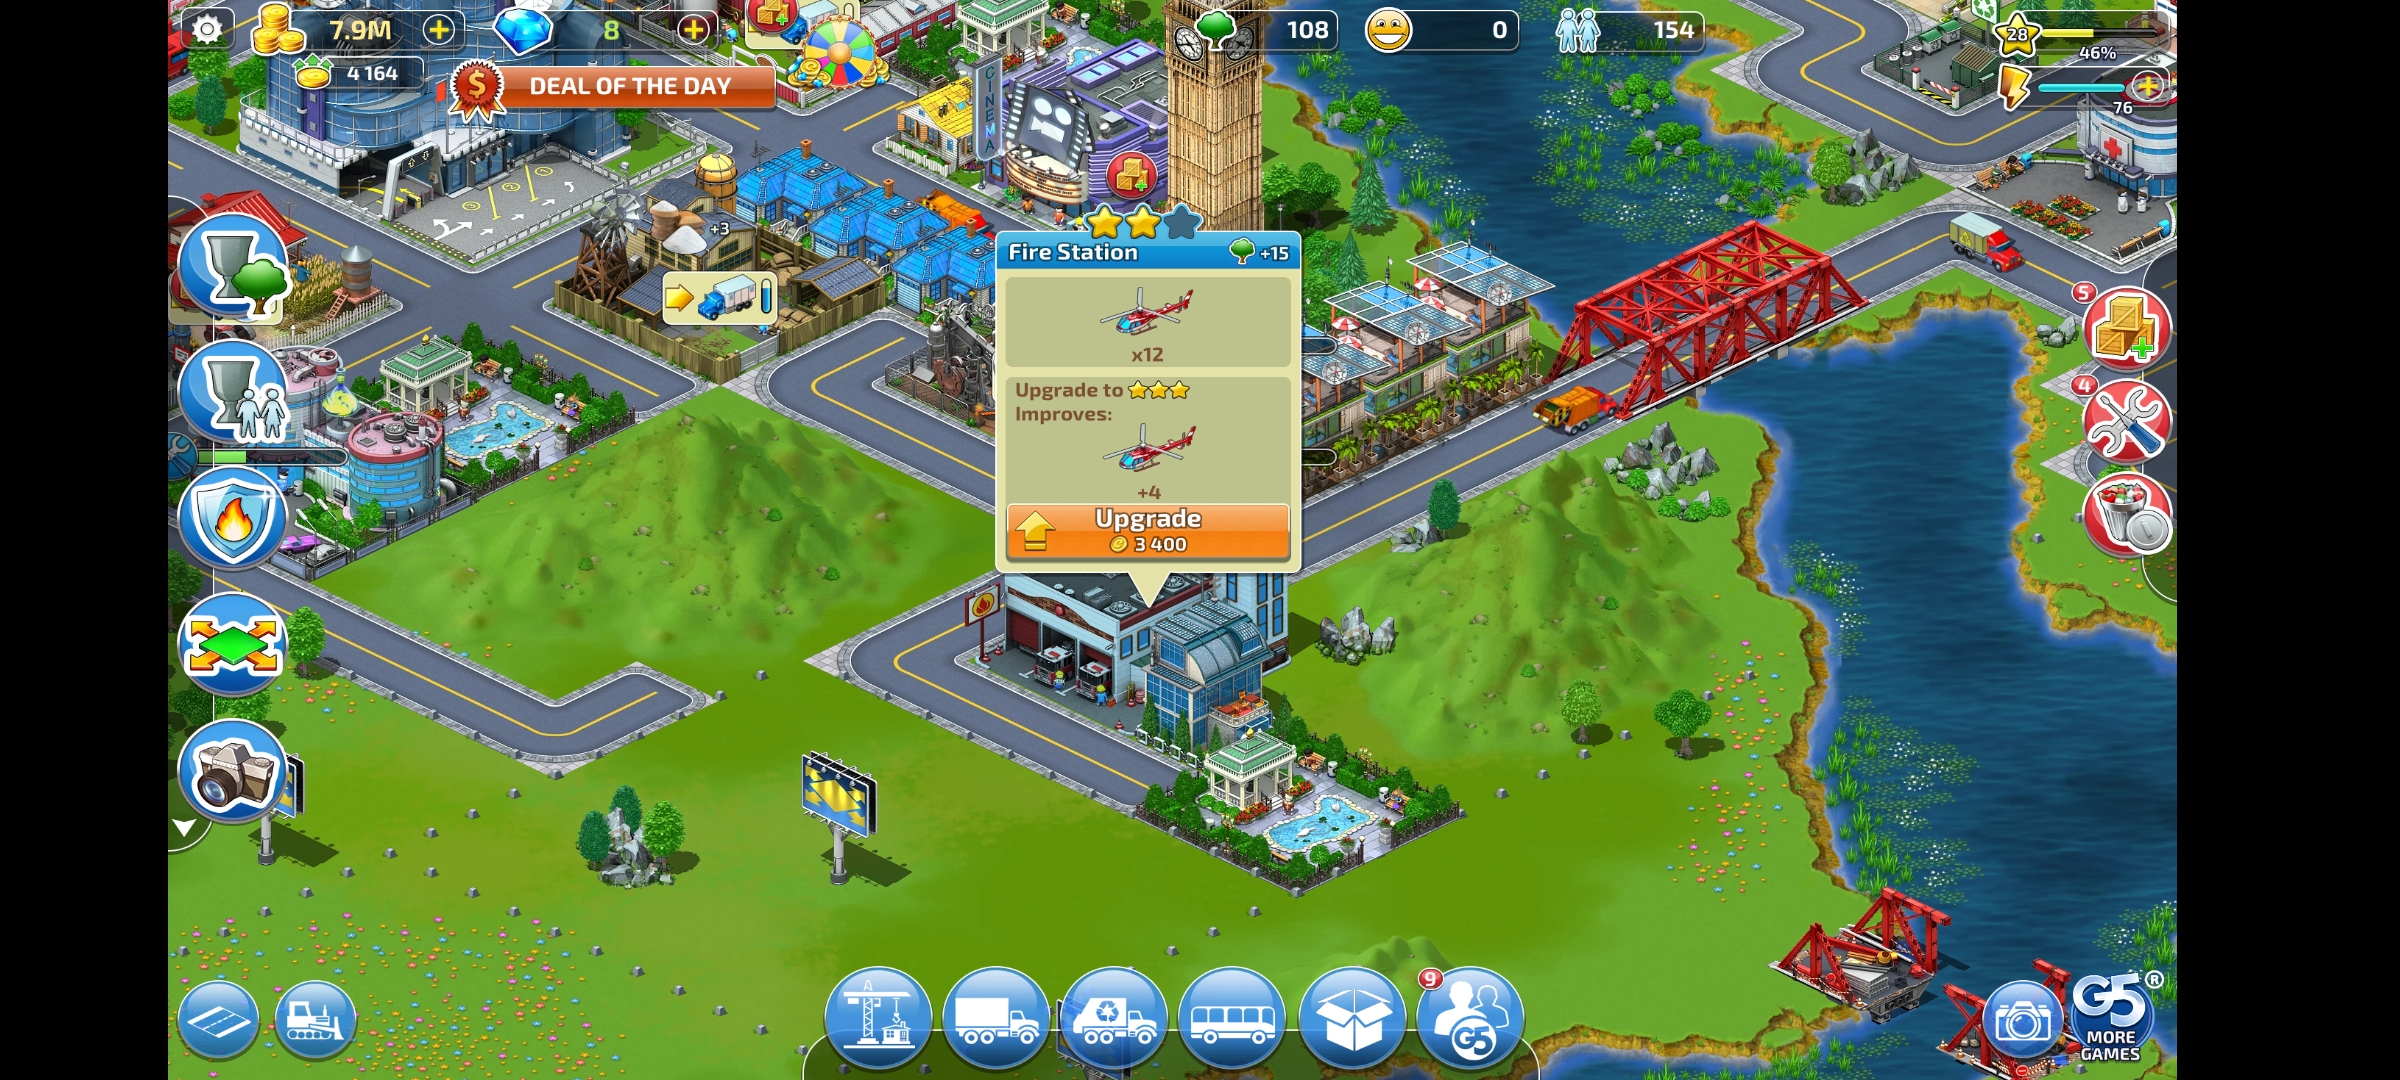 7.9M
8
108
0
154
28
46%
4 164
DEAL OF THE DAY
76
CINEMA
+3
Fire Station
+15
x12
Upgrade to
Improves:
+4
Upgrade
3 400
5
4
9
A
G5
G5®
MORE
GAMES